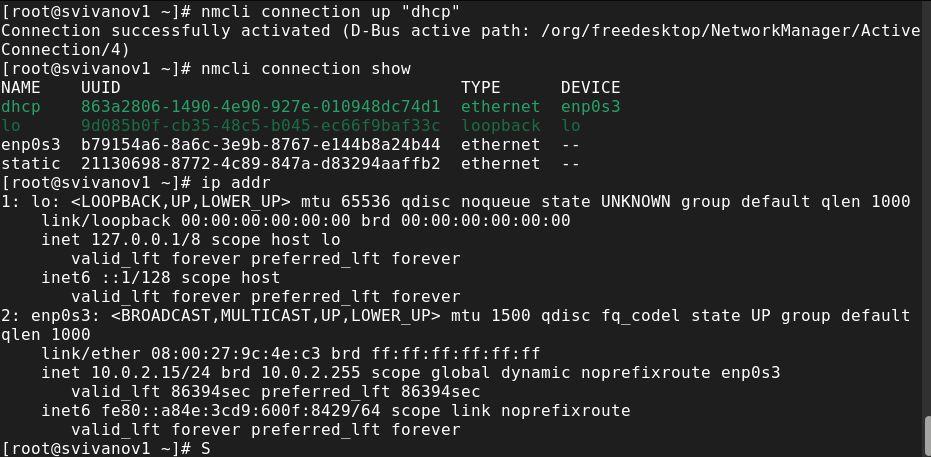 [root@svivanov1 ~]# nmcli connection up "dhcp"
Connection successfully activated (D-Bus active path: /org/freedesktop/NetworkManager/Active
Connection/4)
[root@svivanov1 ~]# nmcli connection show
NAME    UUID                                  TYPE      DEVICE
dhcp    863a2806-1490-4e90-927e-010948dc74d1  ethernet  enp0s3
lo      9d085b0f-cb35-48c5-b045-ec66f9baf33c  loopback  lo
enp0s3  b79154a6-8a6c-3e9b-8767-e144b8a24b44  ethernet  --
static  21130698-8772-4c89-847a-d83294aaffb2  ethernet  --
[root@svivanov1 ~]# ip addr
1: lo: <LOOPBACK,UP,LOWER_UP> mtu 65536 qdisc noqueue state UNKNOWN group default qlen 1000
    link/loopback 00:00:00:00:00:00 brd 00:00:00:00:00:00
    inet 127.0.0.1/8 scope host lo
       valid_lft forever preferred_lft forever
    inet6 ::1/128 scope host
       valid_lft forever preferred_lft forever
2: enp0s3: <BROADCAST,MULTICAST,UP,LOWER_UP> mtu 1500 qdisc fq_codel state UP group default
qlen 1000
    link/ether 08:00:27:9c:4e:c3 brd ff:ff:ff:ff:ff:ff
    inet 10.0.2.15/24 brd 10.0.2.255 scope global dynamic noprefixroute enp0s3
       valid_lft 86394sec preferred_lft 86394sec
    inet6 fe80::a84e:3cd9:600f:8429/64 scope link noprefixroute
       valid_lft forever preferred_lft forever
[root@svivanov1 ~]# S